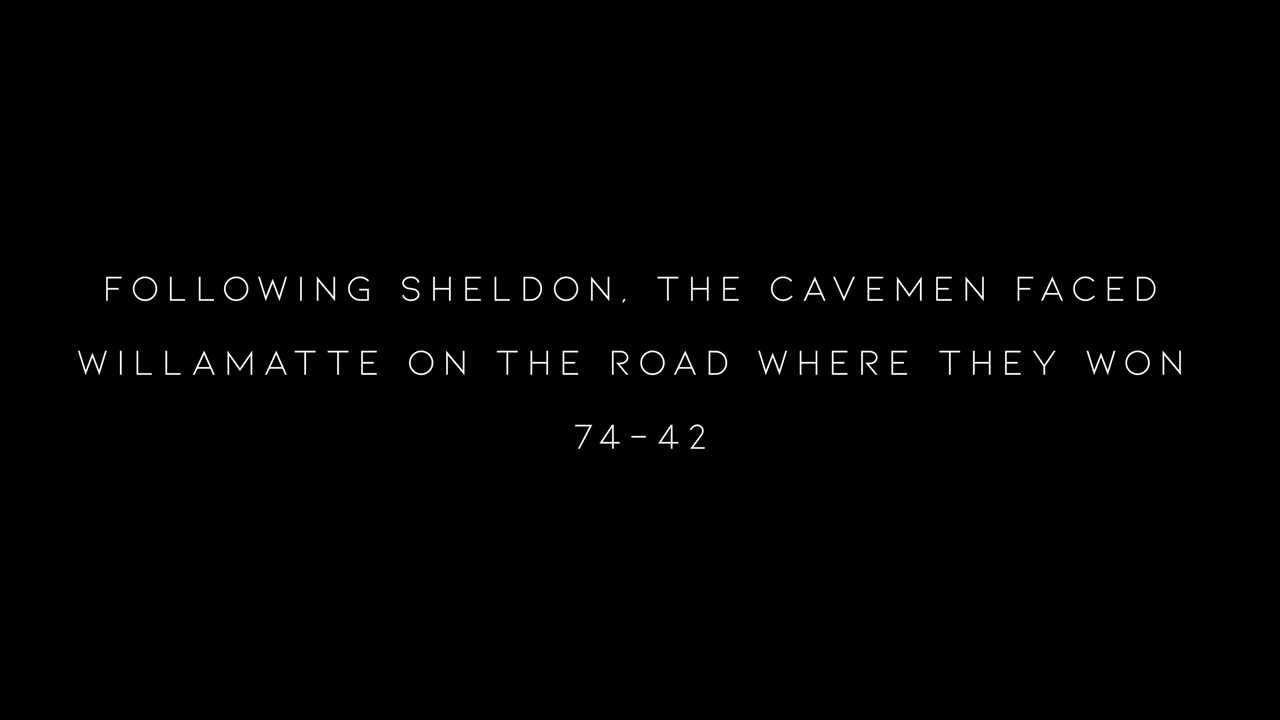 FOLLOWING SHELDON, THE CAVEMEN FACED
WILLAMATTE ON THE ROAD WHERE THEY WON
74-42